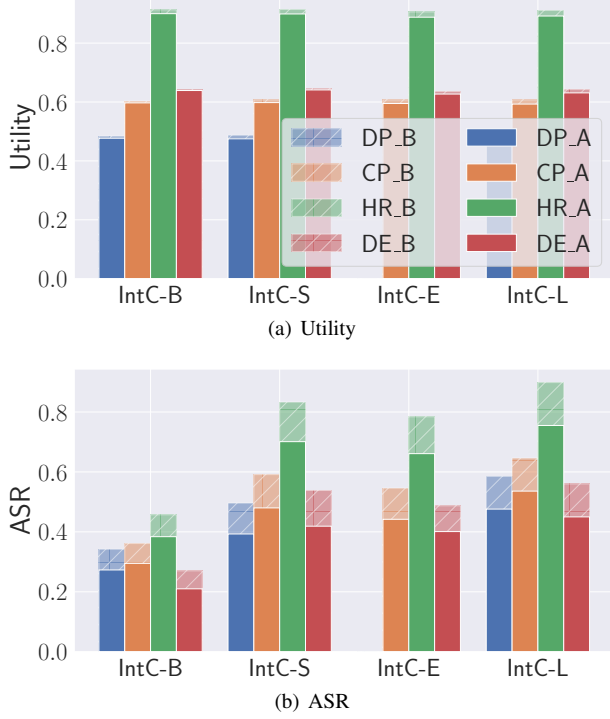 0.8
0.6
0.4
0.2
0.0
Utility
DP_B DP_A
CP_B CP_A
HR_B HR_A
DE_B DE_A
IntC-B IntC-S IntC-E IntC-L
(a) Utility
0.8
0.6
0.4
0.2
0.0
ASR
IntC-B IntC-S IntC-E IntC-L
(b) ASR